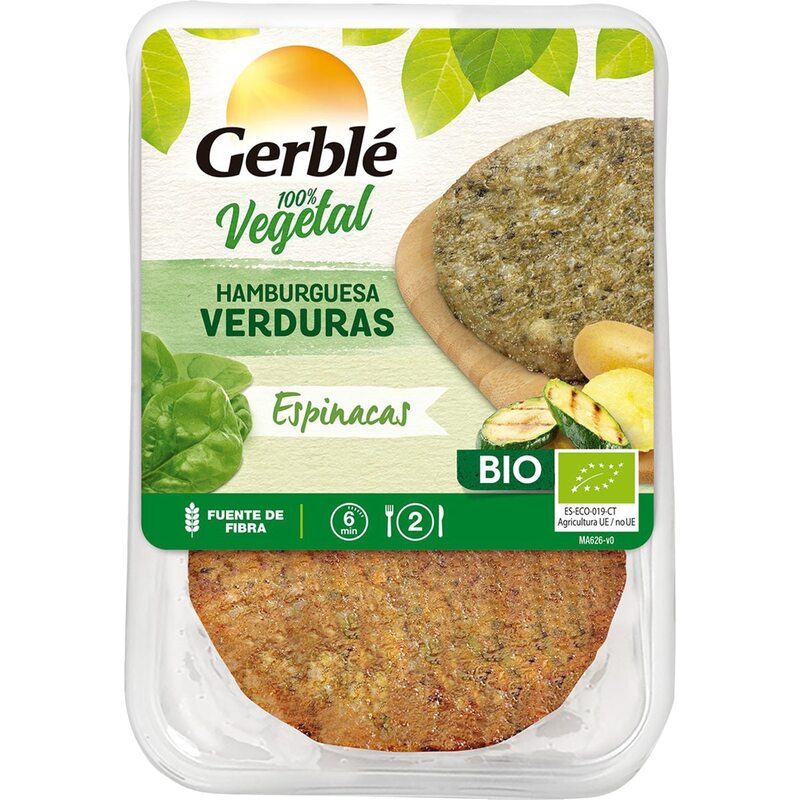 Gerblé
100%
Vegetal
HAMBURGUESA
VERDURAS
Espinacas
BIO
FUENTE DE
FIBRA
6
min
2
ES-ECO-019-CT
Agricultura UE / no UE
MA626-v0